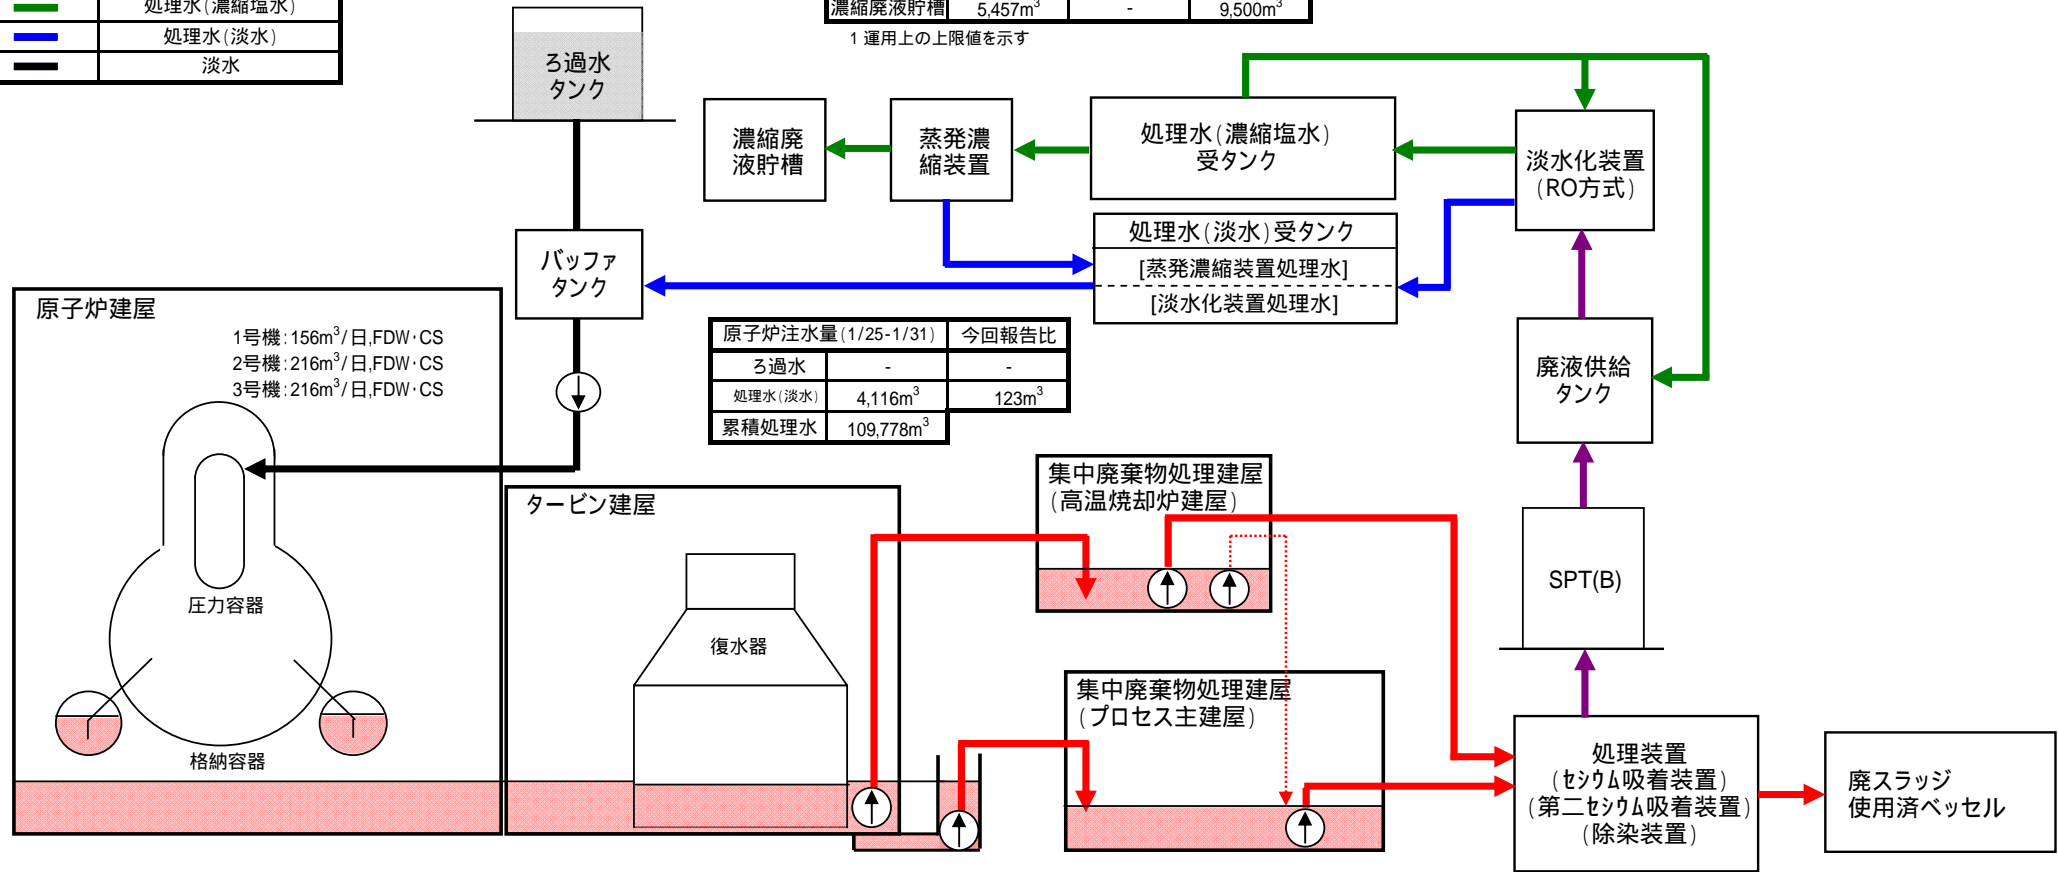 処理水(濃縮塩水)
処理水(淡水)
淡水
濃縮廃液貯槽 5,457m³ - 9,500m³
1 運用上の上限値を示す
ろ過水
タンク
濃縮廃
液貯槽
蒸発濃
縮装置
処理水(濃縮塩水)
受タンク
淡水化装置
(RO方式)
処理水(淡水)受タンク
[蒸発濃縮装置処理水]
[淡水化装置処理水]
バッファ
タンク
原子炉建屋
1号機:156m³/日,FDW・CS
2号機:216m³/日,FDW・CS
3号機:216m³/日,FDW・CS
原子炉注水量(1/25-1/31) 今回報告比
ろ過水 - -
処理水(淡水) 4,116m³ 123m³
累積処理水 109,778m³
廃液供給
タンク
圧力容器
格納容器
タービン建屋
復水器
集中廃棄物処理建屋
(高温焼却炉建屋)
集中廃棄物処理建屋
(プロセス主建屋)
SPT(B)
処理装置
(セシウム吸着装置)
(第二セシウム吸着装置)
(除染装置)
廃スラッジ
使用済ベッセル